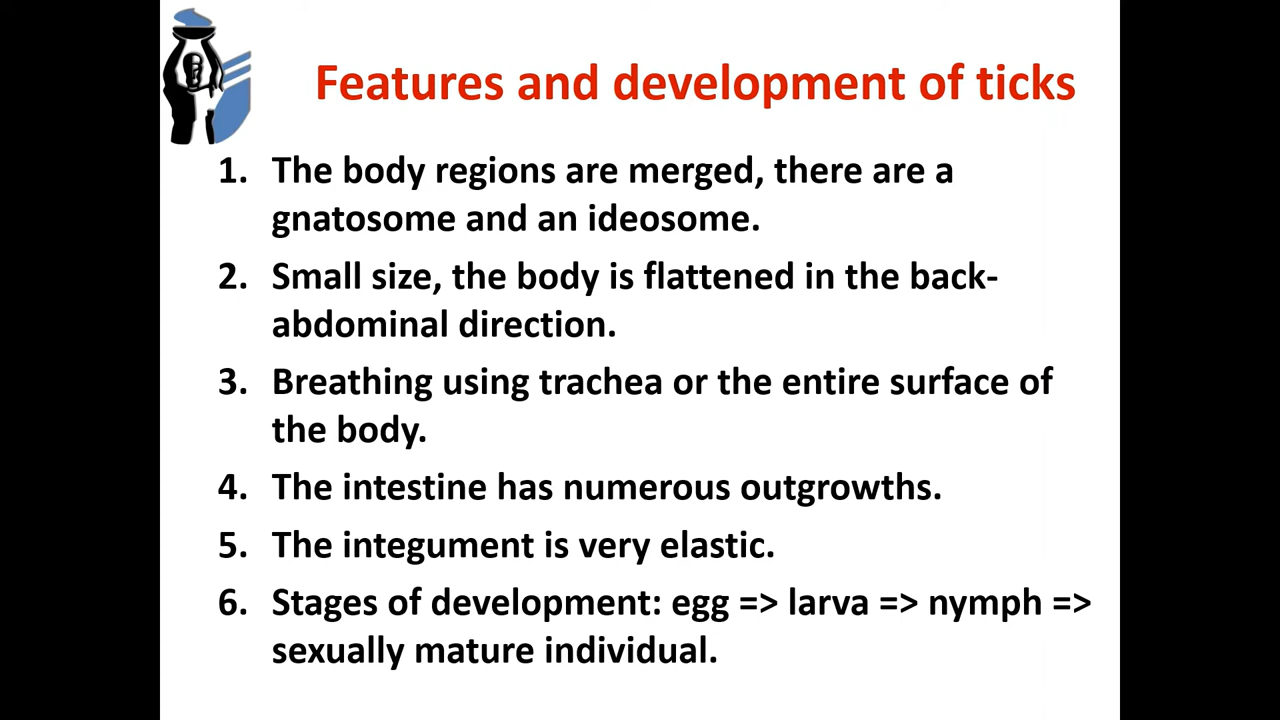 Features and development of ticks
1. The body regions are merged, there are a
gnatosome and an ideosome.
2. Small size, the body is flattened in the back-
abdominal direction.
3. Breathing using trachea or the entire surface of
the body.
4. The intestine has numerous outgrowths.
5. The integument is very elastic.
6. Stages of development: egg => larva => nymph =>
sexually mature individual.